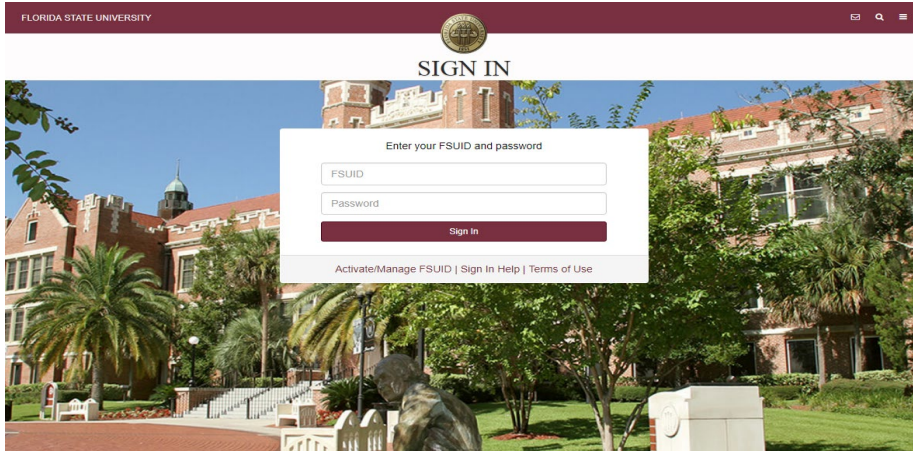 FLORIDA STATE UNIVERSITY
SIGN IN
Enter your FSUID and password
FSUID
Password
Sign In
Activate/Manage FSUID | Sign In Help | Terms of Use